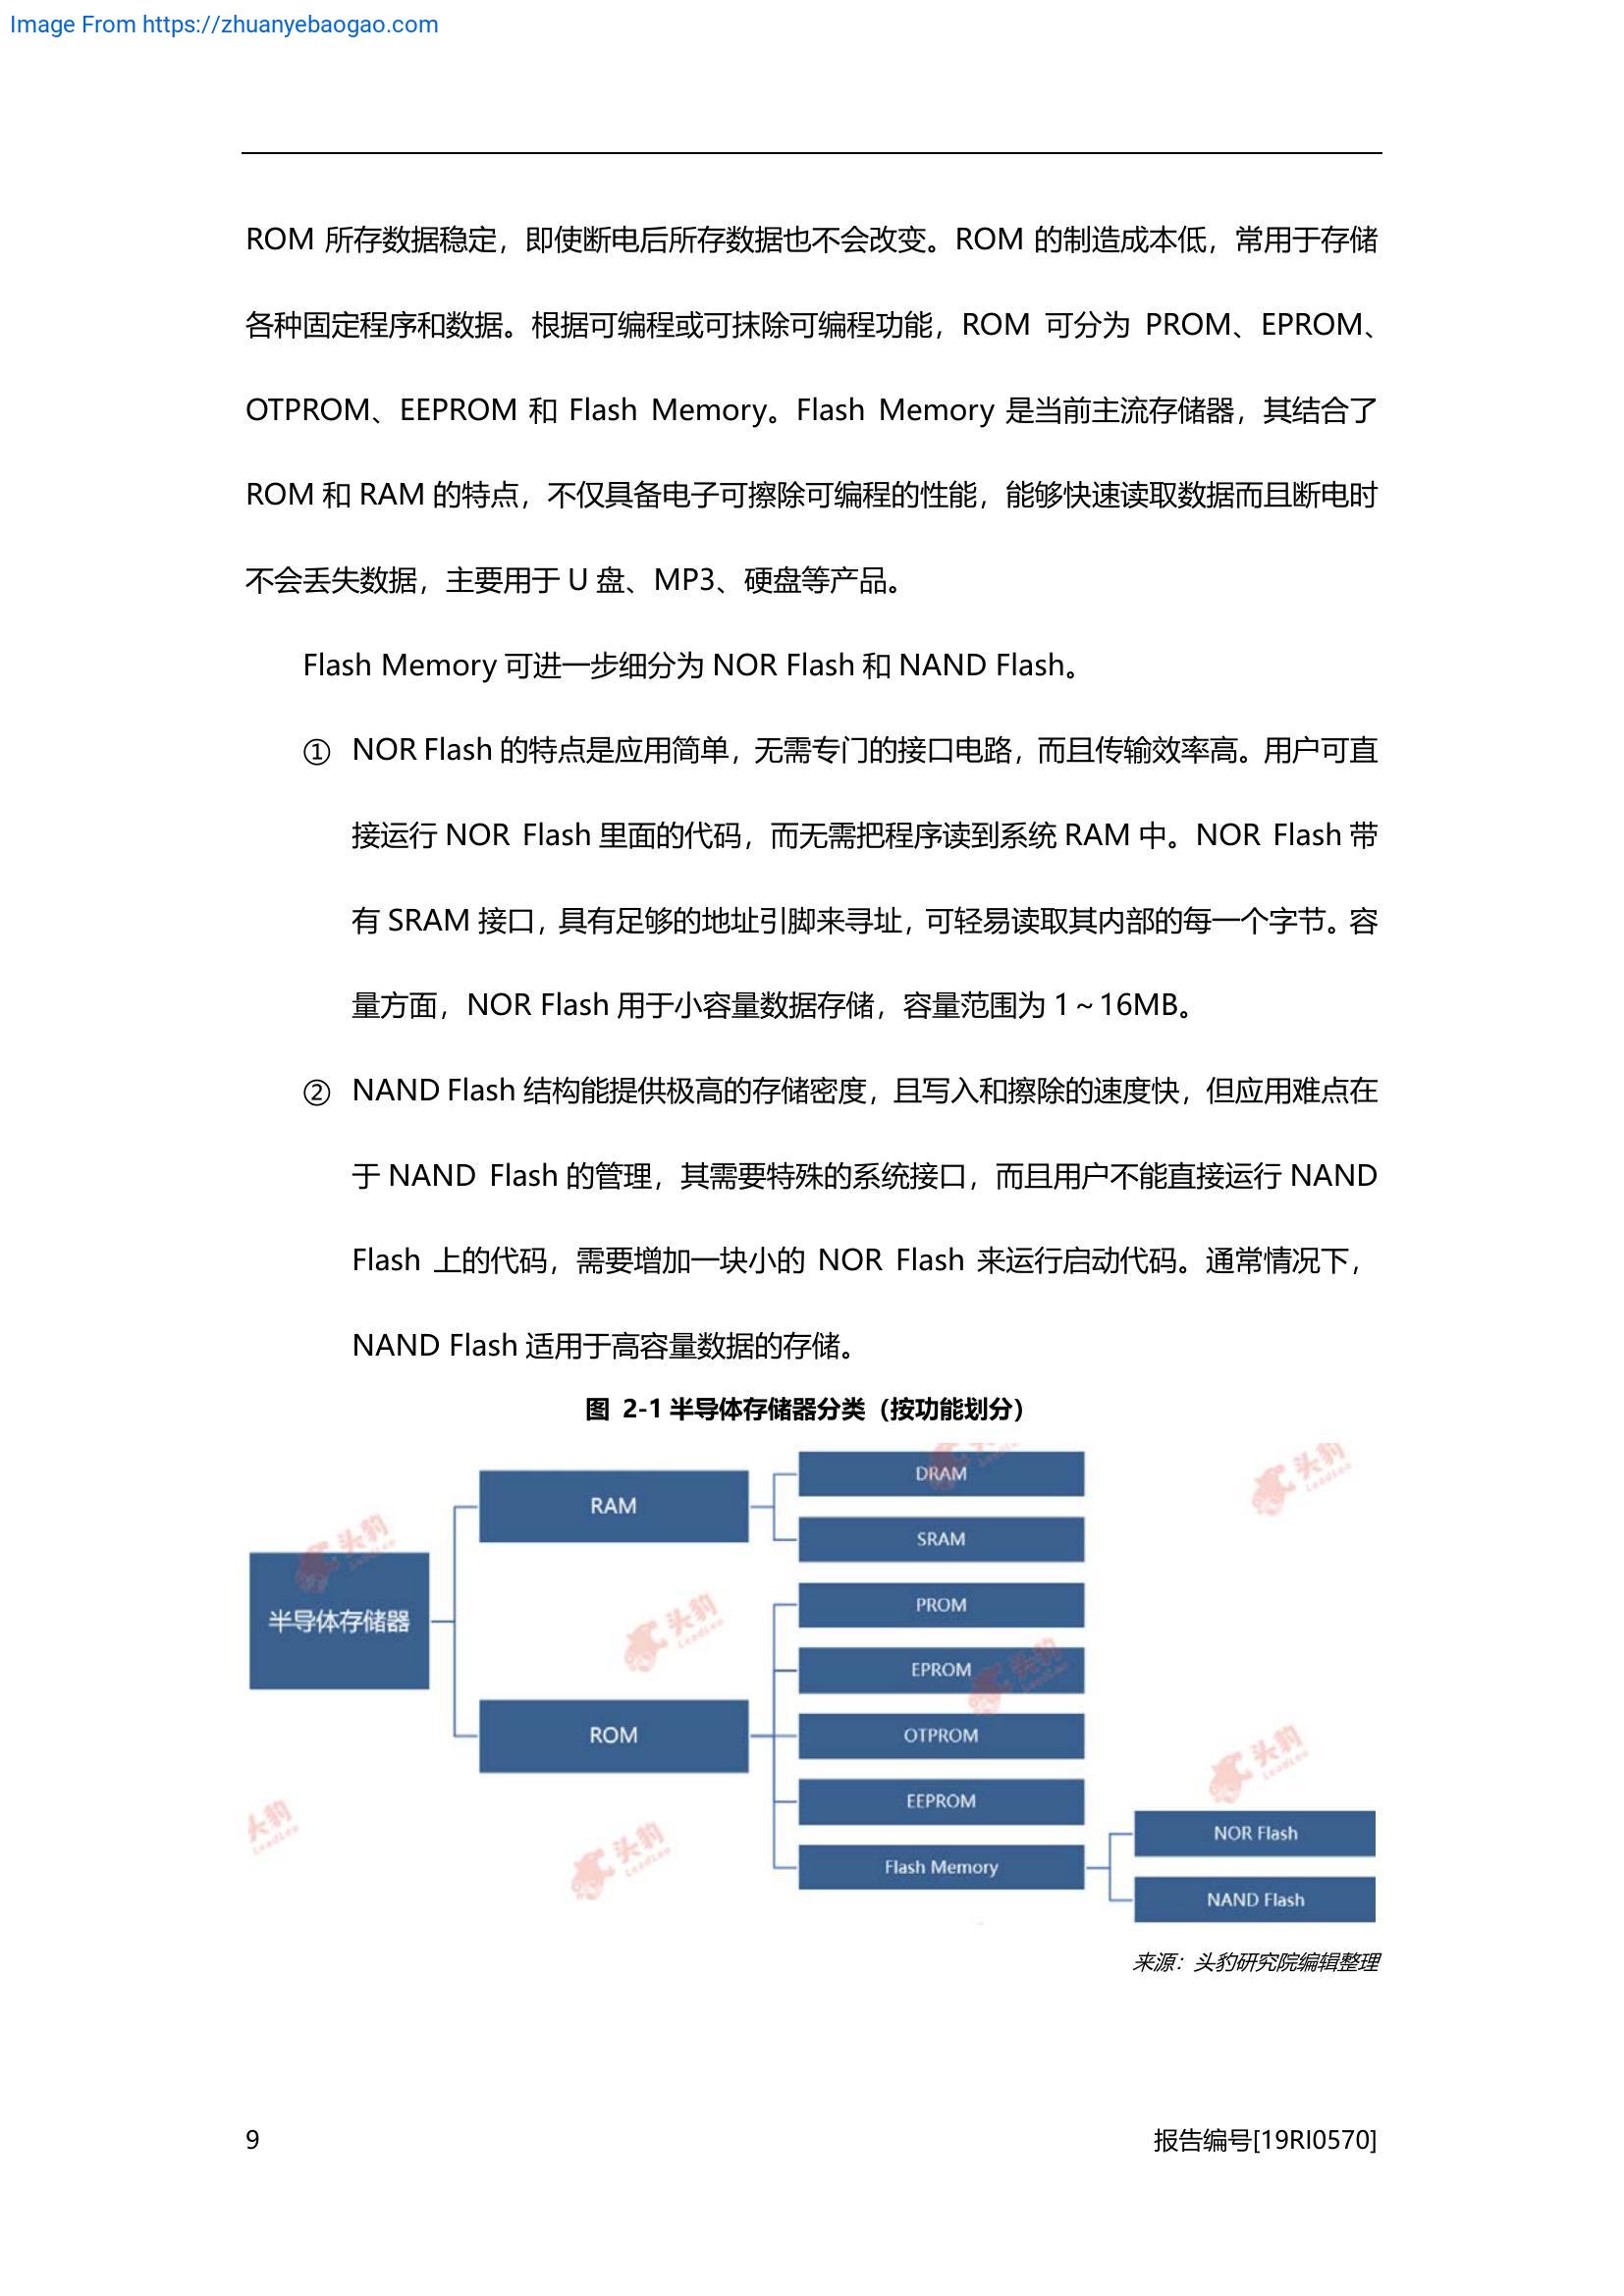 Image From https://zhuanyebaogao.com
ROM 所存数据稳定，即使断电后所存数据也不会改变。ROM 的制造成本低，常用于存储
各种固定程序和数据。根据可编程或可抹除可编程功能，ROM 可分为 PROM、EPROM、
OTPROM、EEPROM 和 Flash Memory。Flash Memory 是当前主流存储器，其结合了
ROM 和 RAM 的特点，不仅具备电子可擦除可编程的性能，能够快速读取数据而且断电时
不会丢失数据，主要用于 U 盘、MP3、硬盘等产品。
Flash Memory 可进一步细分为 NOR Flash 和 NAND Flash。
① NOR Flash 的特点是应用简单，无需专门的接口电路，而且传输效率高。用户可直
接运行 NOR Flash 里面的代码，而无需把程序读到系统 RAM 中。NOR Flash 带
有 SRAM 接口，具有足够的地址引脚来寻址，可轻易读取其内部的每一个字节。容
量方面，NOR Flash 用于小容量数据存储，容量范围为 1～16MB。
② NAND Flash 结构能提供极高的存储密度，且写入和擦除的速度快，但应用难点在
于 NAND Flash 的管理，其需要特殊的系统接口，而且用户不能直接运行 NAND
Flash 上的代码，需要增加一块小的 NOR Flash 来运行启动代码。通常情况下，
NAND Flash 适用于高容量数据的存储。
图 2-1 半导体存储器分类（按功能划分）
半导体存储器
RAM
DRAM
SRAM
ROM
PROM
EPROM
OTPROM
EEPROM
Flash Memory
NOR Flash
NAND Flash
头豹
LeadLeo
头豹
LeadLeo
头豹
LeadLeo
头豹
LeadLeo
头豹
LeadLeo
头豹
LeadLeo
头豹
LeadLeo
来源：头豹研究院编辑整理
9
报告编号[19RI0570]